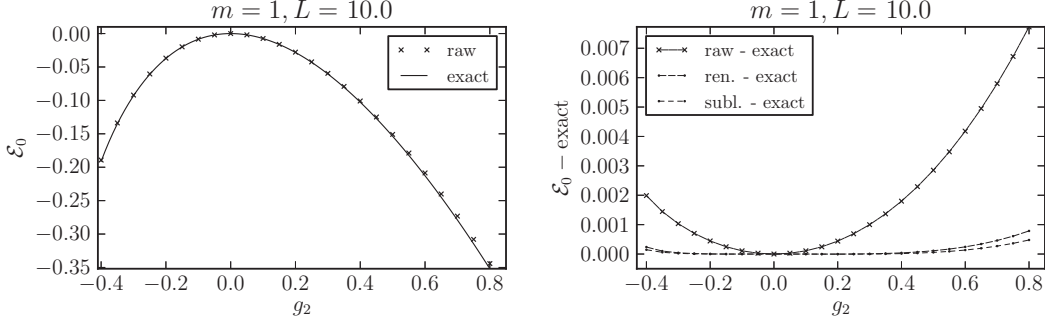 m = 1, L = 10.0
0.00
−0.05
−0.10
−0.15
−0.20
−0.25
−0.30
−0.35
ℰ₀
raw
exact
−0.4 −0.2 0.0 0.2 0.4 0.6 0.8
g₂
m = 1, L = 10.0
0.007
0.006
0.005
0.004
0.003
0.002
0.001
0.000
ℰ₀ − exact
raw - exact
ren. - exact
subl. - exact
−0.4 −0.2 0.0 0.2 0.4 0.6 0.8
g₂